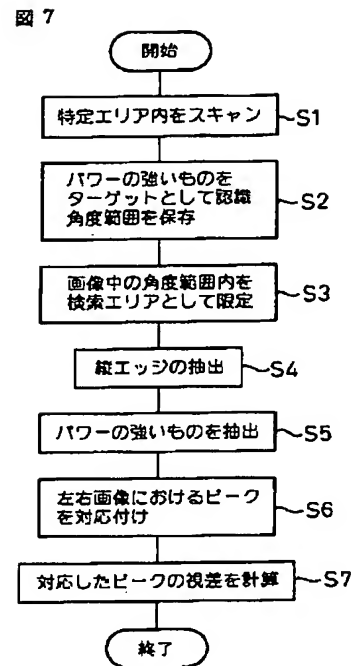 図 7
開始
特定エリア内をスキャン
S1
パワーの強いものを
ターゲットとして認識
角度範囲を保存
S2
画像中の角度範囲内を
検索エリアとして限定
S3
縦エッジの抽出
S4
パワーの強いものを抽出
S5
左右画像におけるピーク
を対応付け
S6
対応したピークの視差を計算
S7
終了